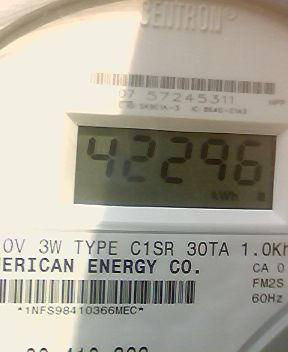 CENTRON®
07 57245311
42296
kWh
0V 3W TYPE C1SR 30TA 1.0Kh
MERICAN ENERGY CO.
CA 0
FM2S
60Hz
*1NFS98410366MEC*